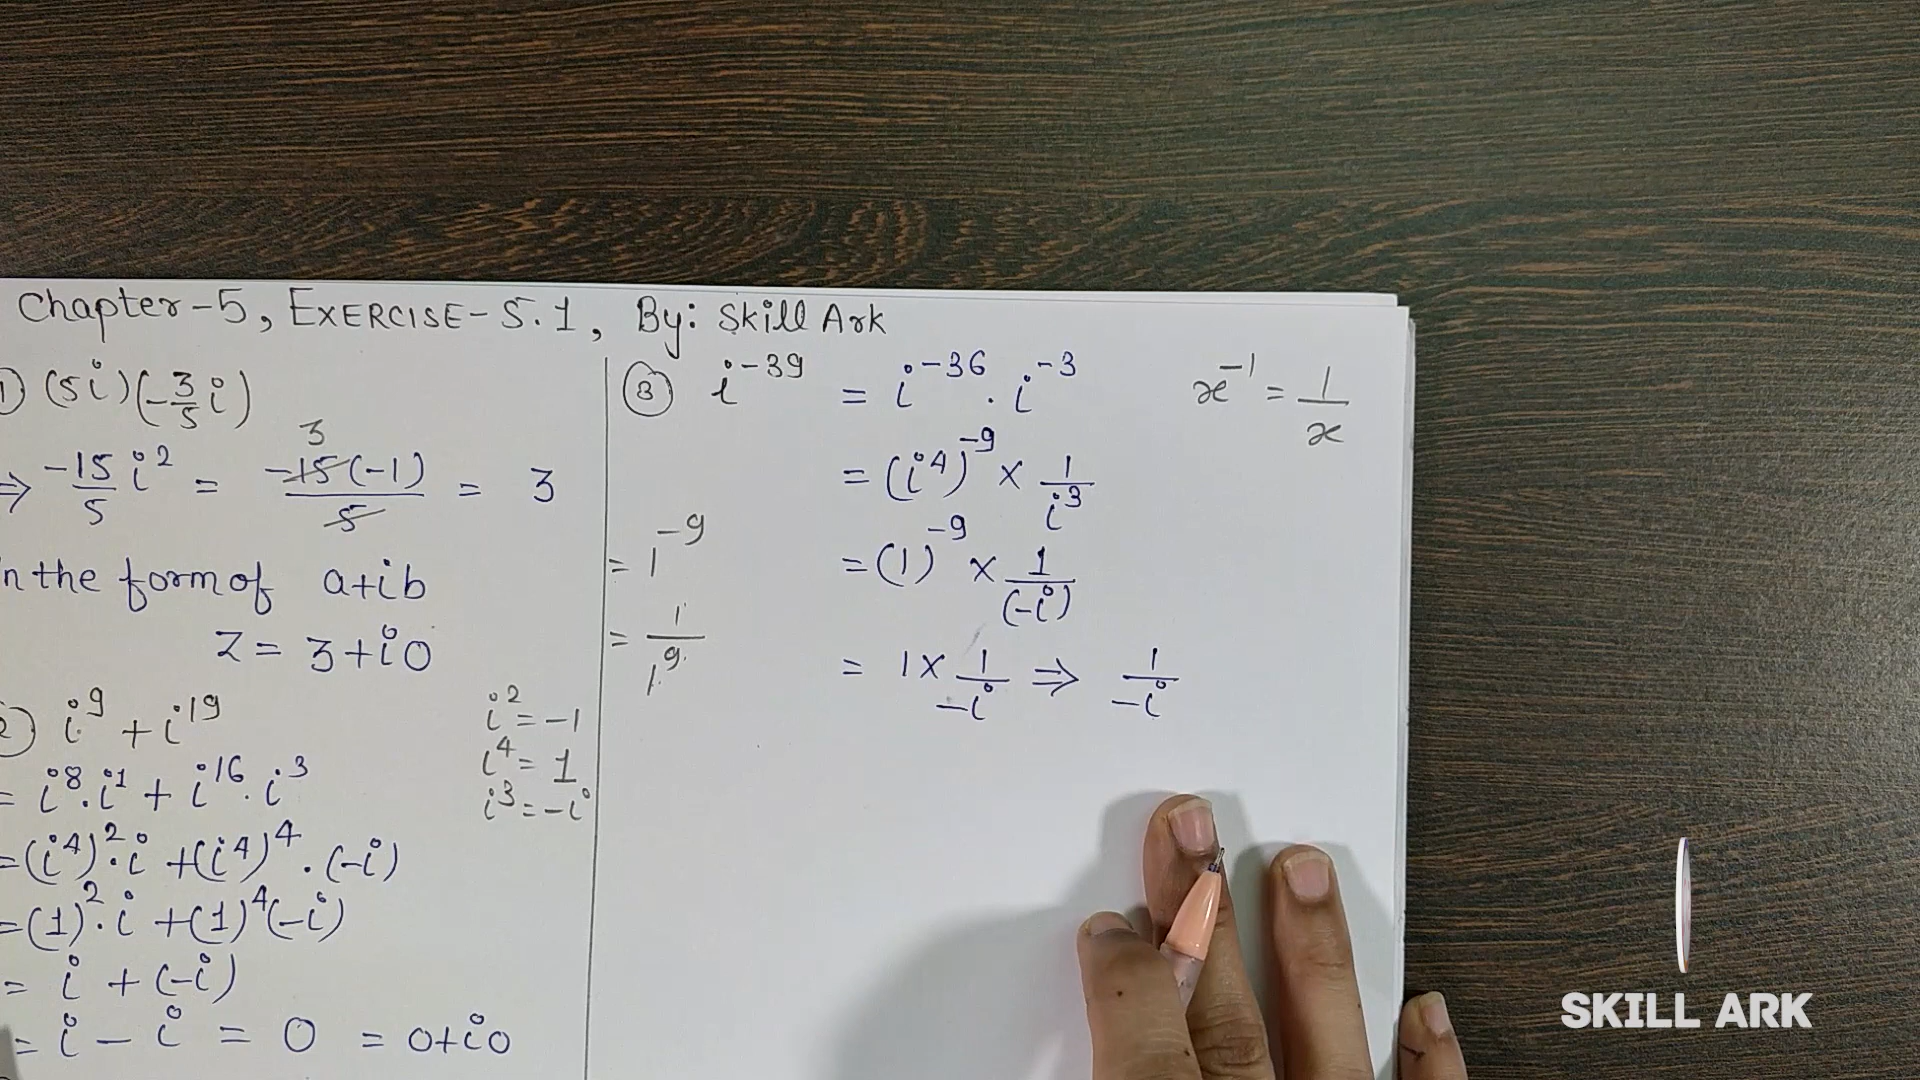 Chapter-5, EXERCISE-5.1, By: Skill Ark
1) (5i)(-3/5 i)
⇒ -15/5 i² = -15(-1)/5 = 3
3
in the form of a+ib
z = 3+i0
2) i⁹ + i¹⁹
= i⁸.i¹ + i¹⁶.i³
= (i⁴)².i + (i⁴)⁴.(-i)
= (1)².i + (1)⁴(-i)
= i + (-i)
= i - i = 0 = 0+i0
i² = -1
i⁴ = 1
i³ = -i
③ i⁻³⁹ = i⁻³⁶.i⁻³
= (i⁴)⁻⁹ × 1/i³
= (1)⁻⁹ × 1/(-i)
= 1 × 1/-i ⇒ 1/-i
= 1⁻⁹
= 1/1⁹
x⁻¹ = 1/x
SKILL ARK